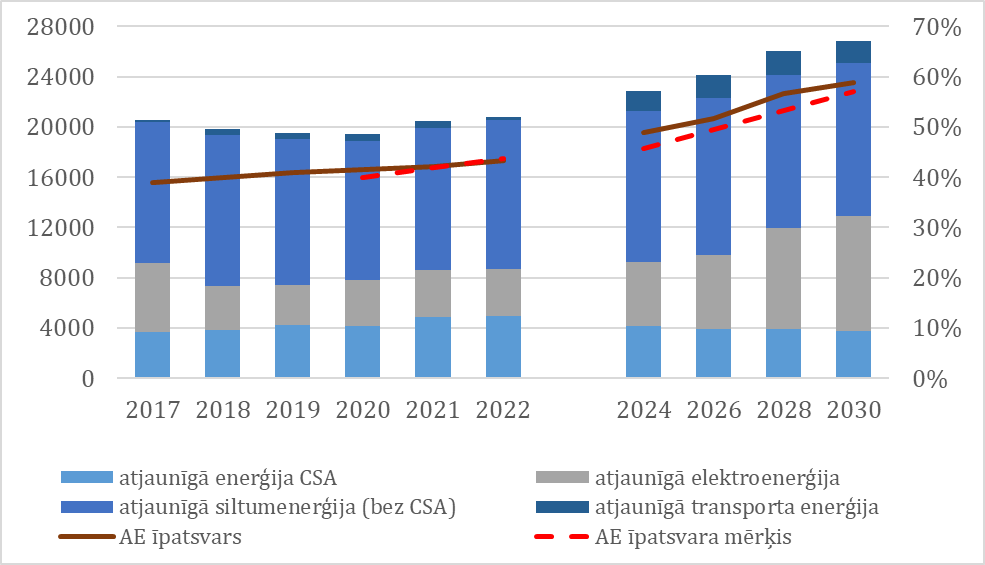 28000 70%
24000 60%
20000 50%
16000 40%
12000 30%
8000 20%
4000 10%
0 0%
2017 2018 2019 2020 2021 2022 2024 2026 2028 2030
atjaunīgā enerģija CSA atjaunīgā elektroenerģija
atjaunīgā siltumenerģija (bez CSA) atjaunīgā transporta enerģija
AE īpatsvars AE īpatsvara mērķis